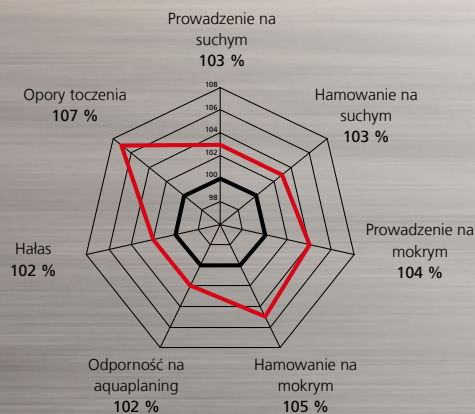 Prowadzenie na
suchym
103 %
Hamowanie na
suchym
103 %
Prowadzenie na
mokrym
104 %
Hamowanie na
mokrym
105 %
Odporność na
aquaplaning
102 %
Hałas
102 %
Opory toczenia
107 %
108
106
104
102
100
98